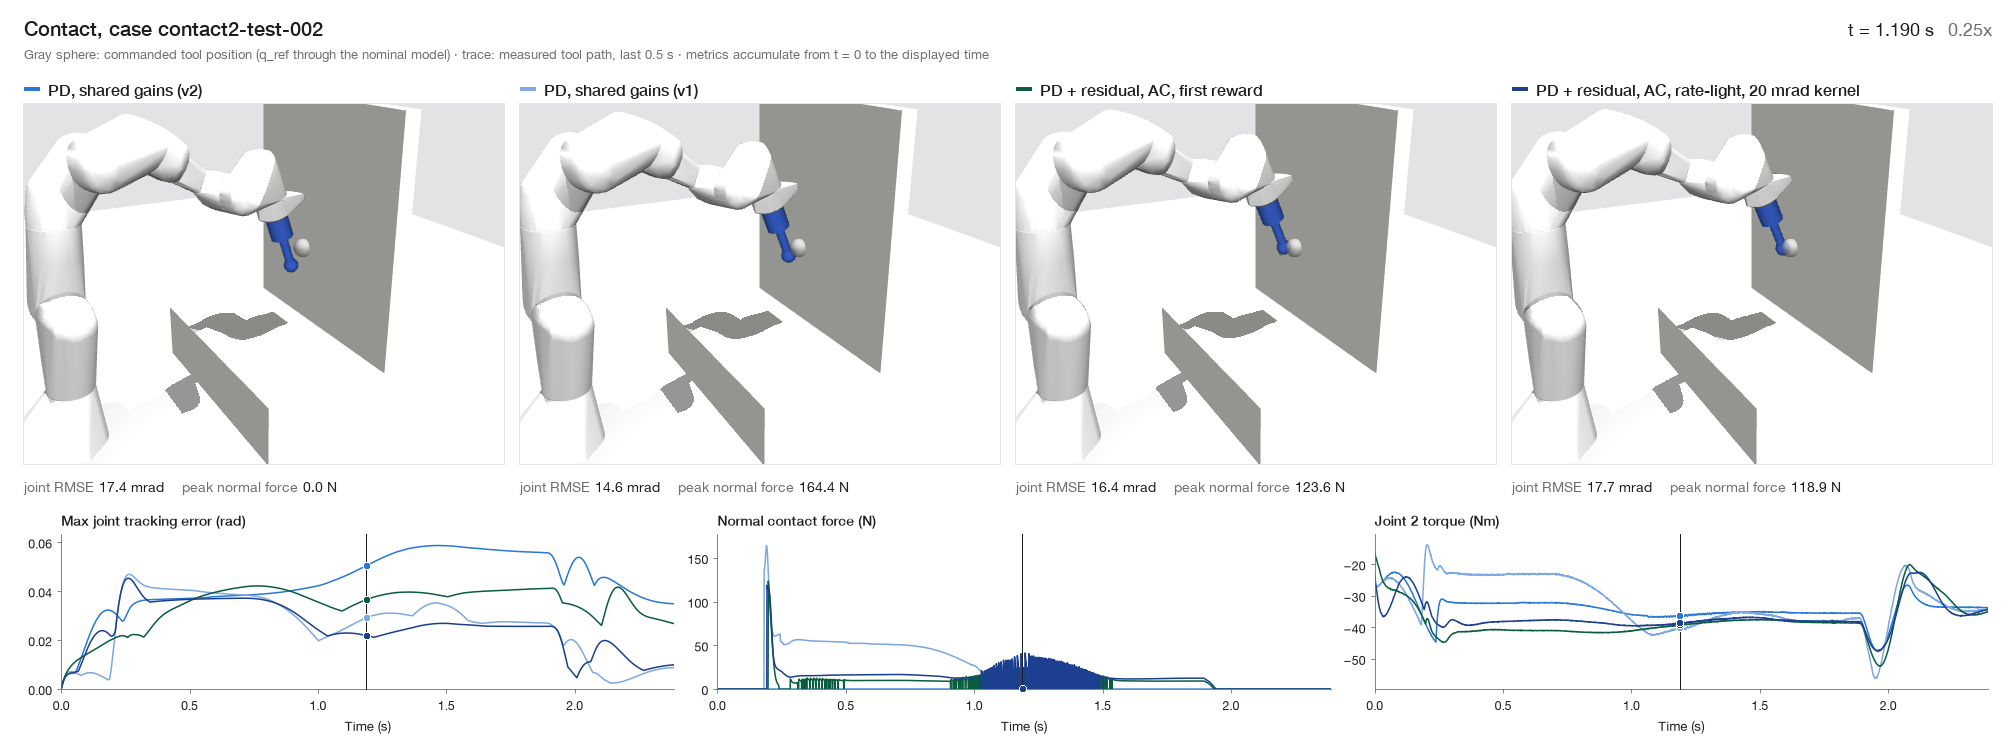 Contact, case contact2-test-002
t = 1.190 s 0.25x
Gray sphere: commanded tool position (q_ref through the nominal model) · trace: measured tool path, last 0.5 s · metrics accumulate from t = 0 to the displayed time
PD, shared gains (v2)
PD, shared gains (v1)
PD + residual, AC, first reward
PD + residual, AC, rate-light, 20 mrad kernel
joint RMSE 17.4 mrad peak normal force 0.0 N
joint RMSE 14.6 mrad peak normal force 164.4 N
joint RMSE 16.4 mrad peak normal force 123.6 N
joint RMSE 17.7 mrad peak normal force 118.9 N
Max joint tracking error (rad)
0.06
0.04
0.02
0.00
0.0 0.5 1.0 1.5 2.0
Time (s)
Normal contact force (N)
150
100
50
0
0.0 0.5 1.0 1.5 2.0
Time (s)
Joint 2 torque (Nm)
−20
−30
−40
−50
0.0 0.5 1.0 1.5 2.0
Time (s)